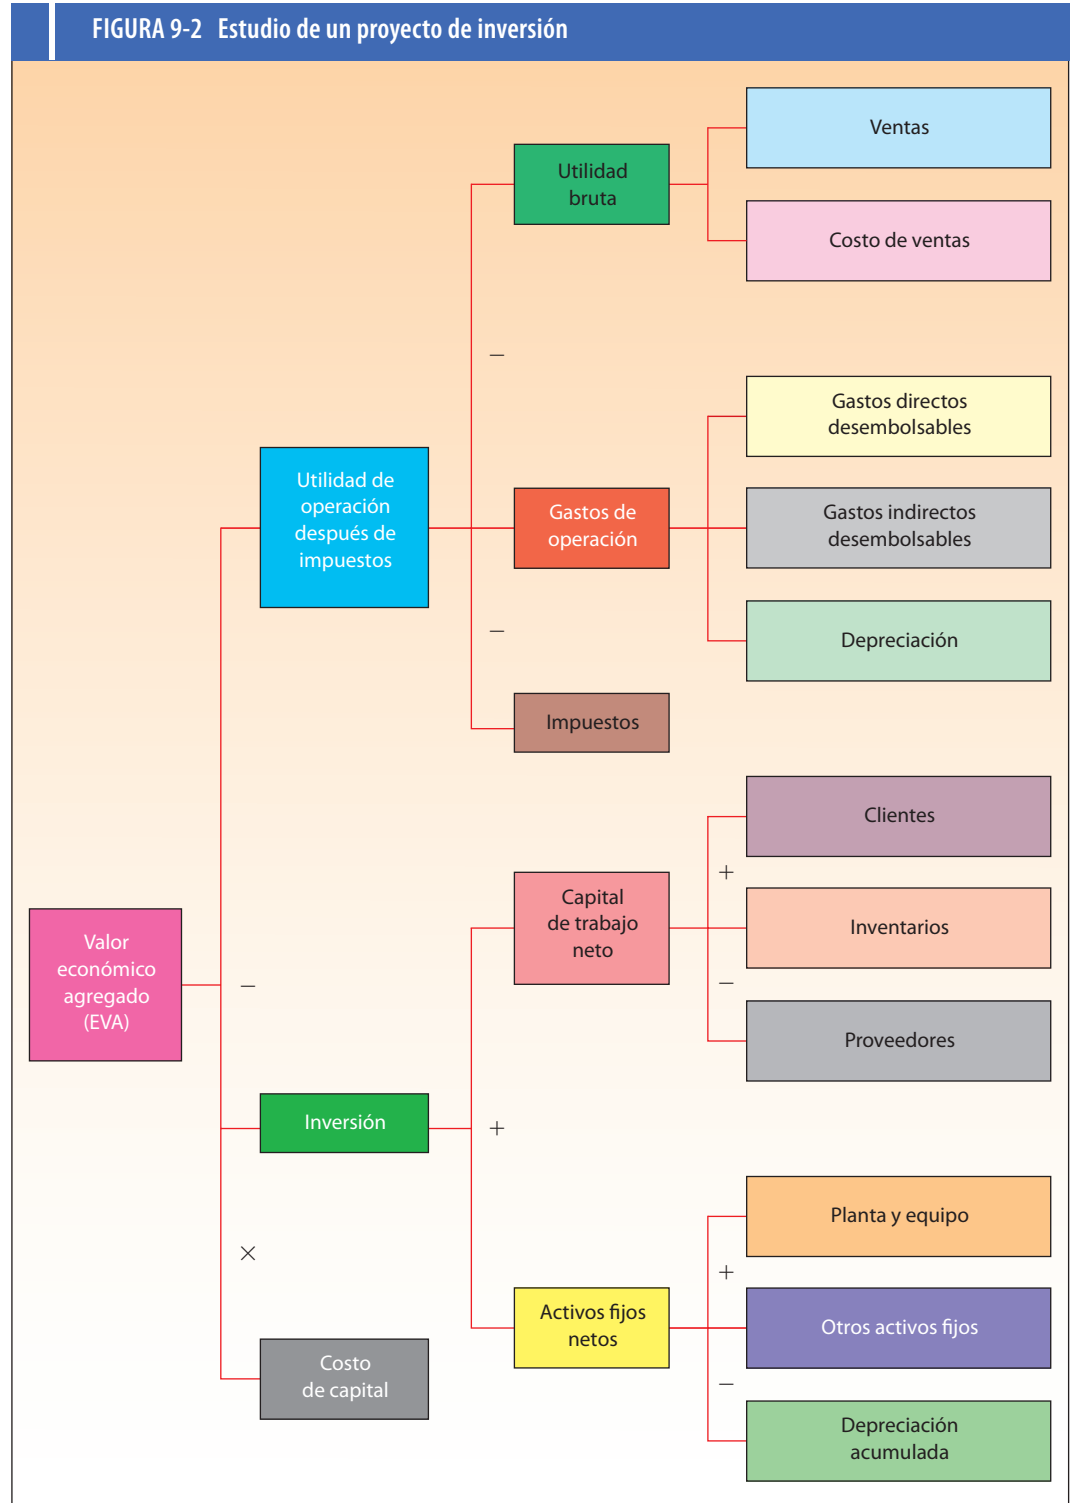 FIGURA 9-2 Estudio de un proyecto de inversión
Ventas
Utilidad
bruta
Costo de ventas
−
Gastos directos
desembolsables
Utilidad de
operación
después de
impuestos
Gastos de
operación
Gastos indirectos
desembolsables
−
Depreciación
Impuestos
Clientes
+
Capital
de trabajo
neto
Inventarios
Valor
económico
agregado
(EVA)
−
−
Proveedores
Inversión
+
Planta y equipo
×
+
Activos fijos
netos
Otros activos fijos
Costo
de capital
−
Depreciación
acumulada